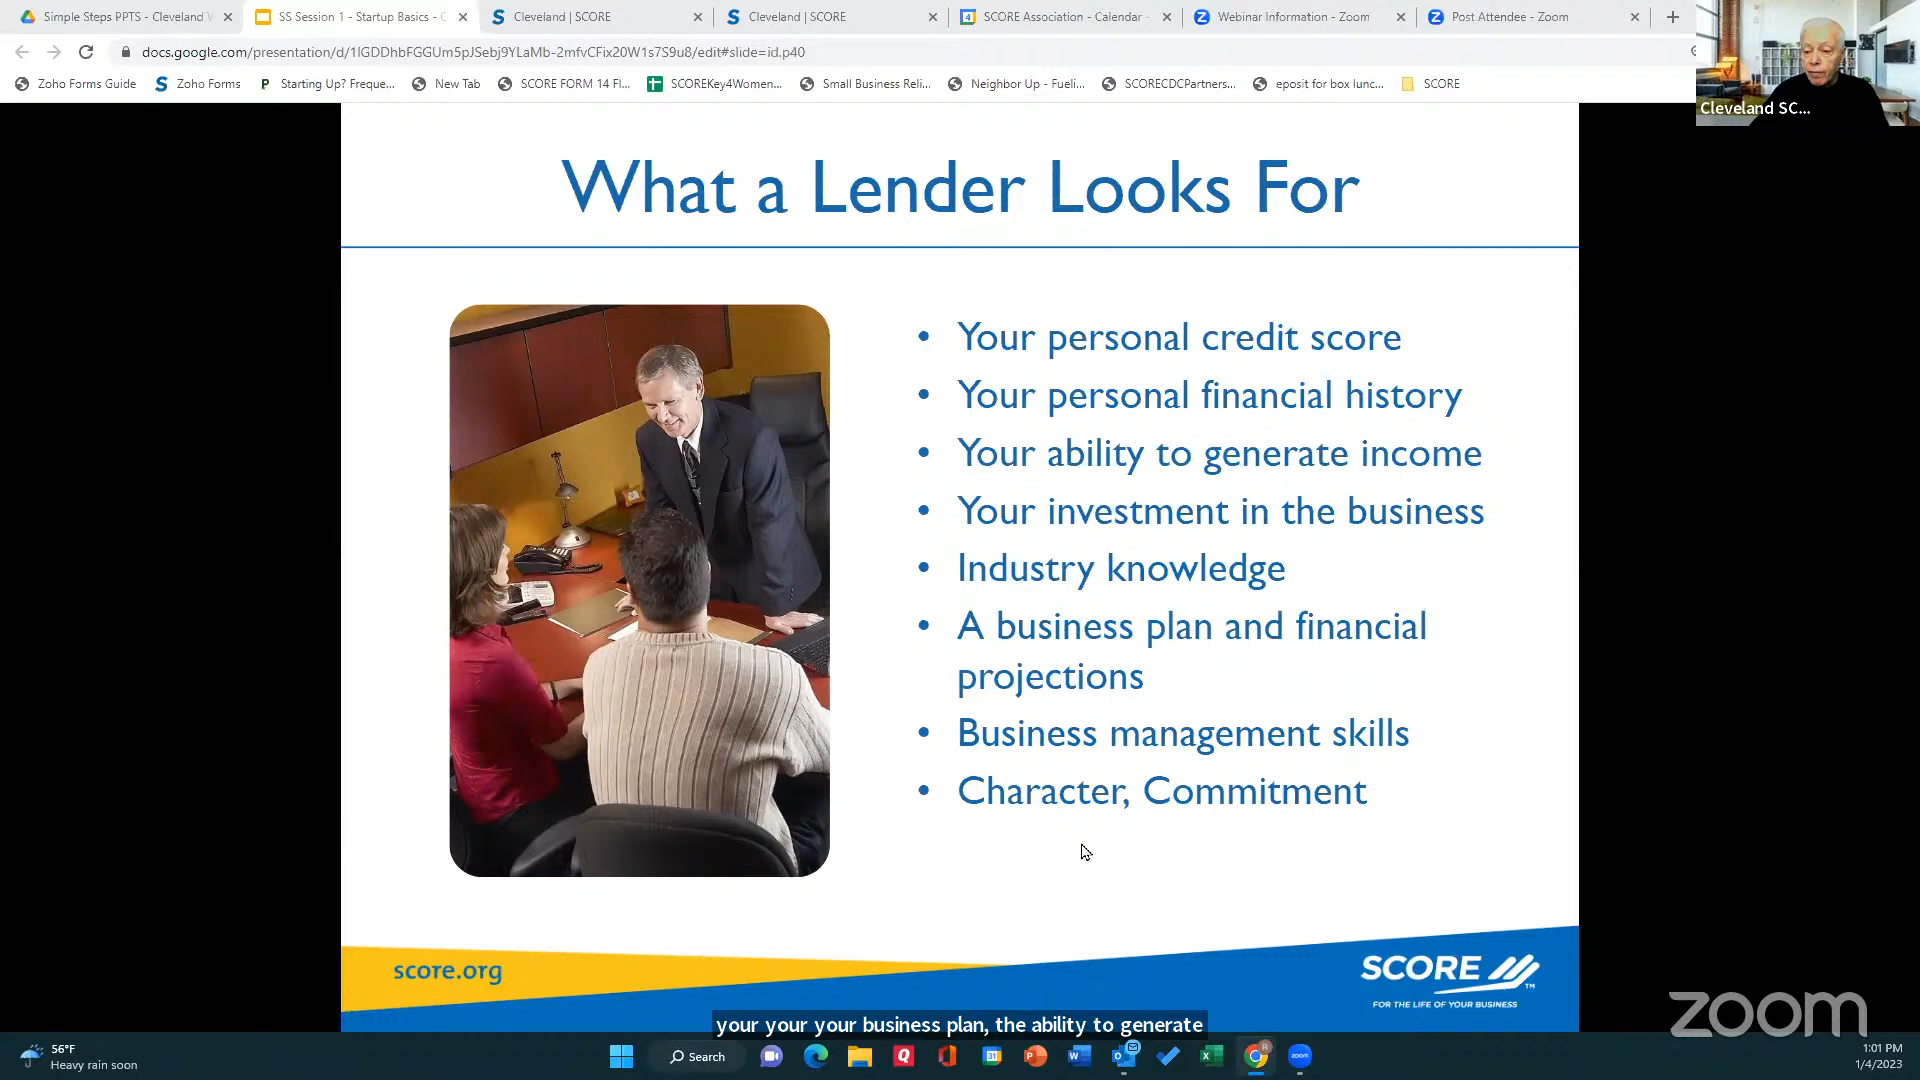 Simple Steps PPTS - Cleveland
SS Session 1 - Startup Basics -
Cleveland | SCORE
Cleveland | SCORE
SCORE Association - Calendar -
Webinar Information - Zoom
Post Attendee - Zoom
docs.google.com/presentation/d/1lGDDhbFGGUm5pJSebj9YLaMb-2mfvCFix20W1s7S9u8/edit#slide=id.p40
Zoho Forms Guide
Zoho Forms
Starting Up? Freque...
New Tab
SCORE FORM 14 Fl...
SCOREKey4Women...
Small Business Reli...
Neighbor Up - Fueli...
SCORECDCPartners...
eposit for box lunc...
SCORE
Cleveland SC...
What a Lender Looks For
• Your personal credit score
• Your personal financial history
• Your ability to generate income
• Your investment in the business
• Industry knowledge
• A business plan and financial
projections
• Business management skills
• Character, Commitment
score.org
SCORE
TM
FOR THE LIFE OF YOUR BUSINESS
zoom
your your your business plan, the ability to generate
56°F
Heavy rain soon
Search
zoom
1:01 PM
1/4/2023